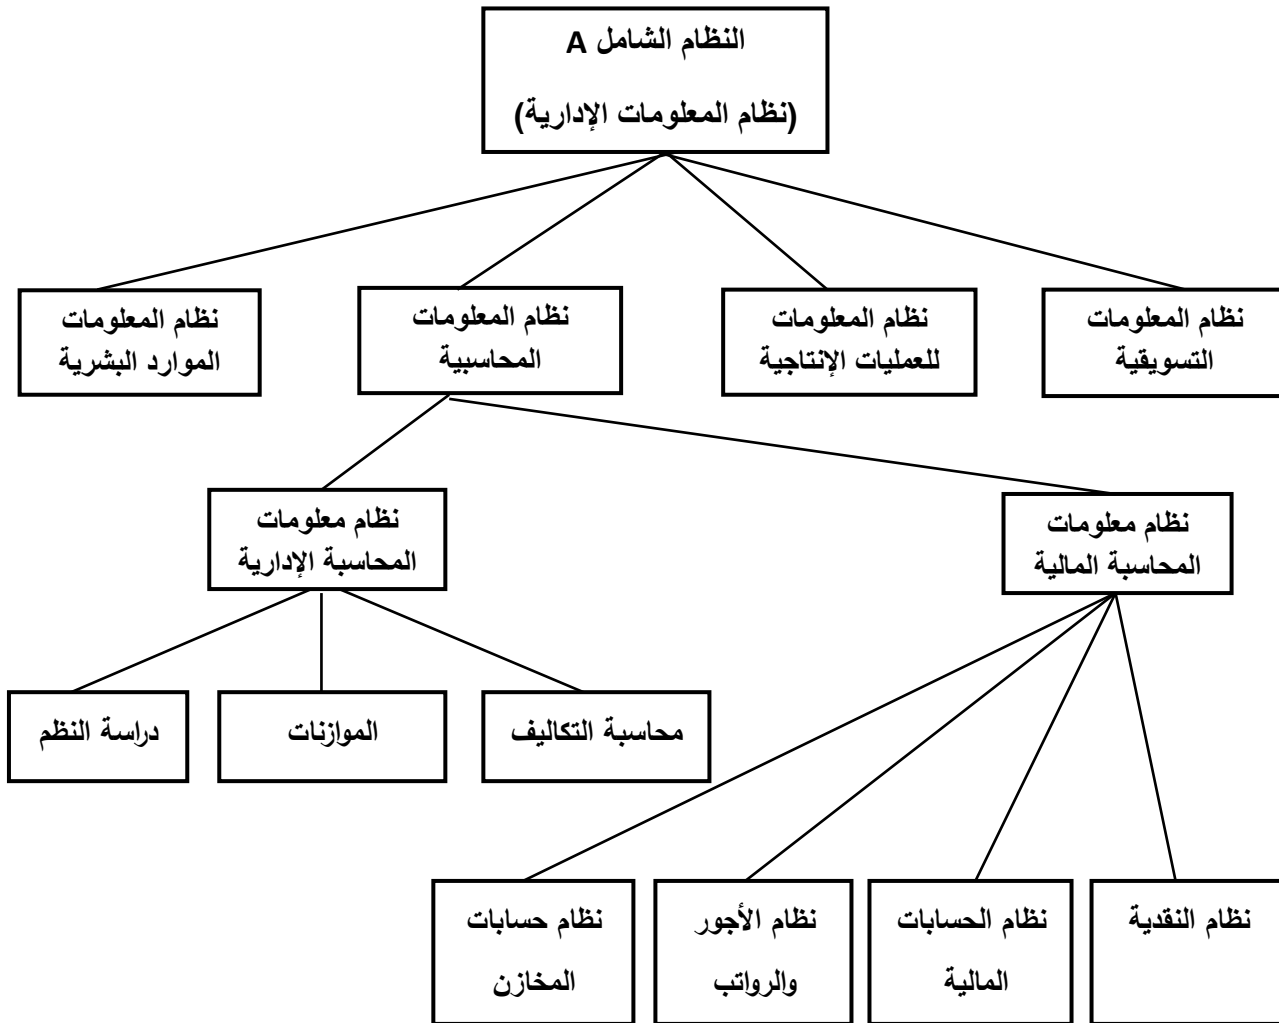 النظام الشامل A
(نظام المعلومات الإدارية)
نظام المعلومات
التسويقية
نظام المعلومات
للعمليات الإنتاجية
نظام المعلومات
المحاسبية
نظام المعلومات
الموارد البشرية
نظام معلومات
المحاسبة المالية
نظام معلومات
المحاسبة الإدارية
محاسبة التكاليف
الموازنات
دراسة النظم
نظام النقدية
نظام الحسابات
المالية
نظام الأجور
والرواتب
نظام حسابات
المخازن